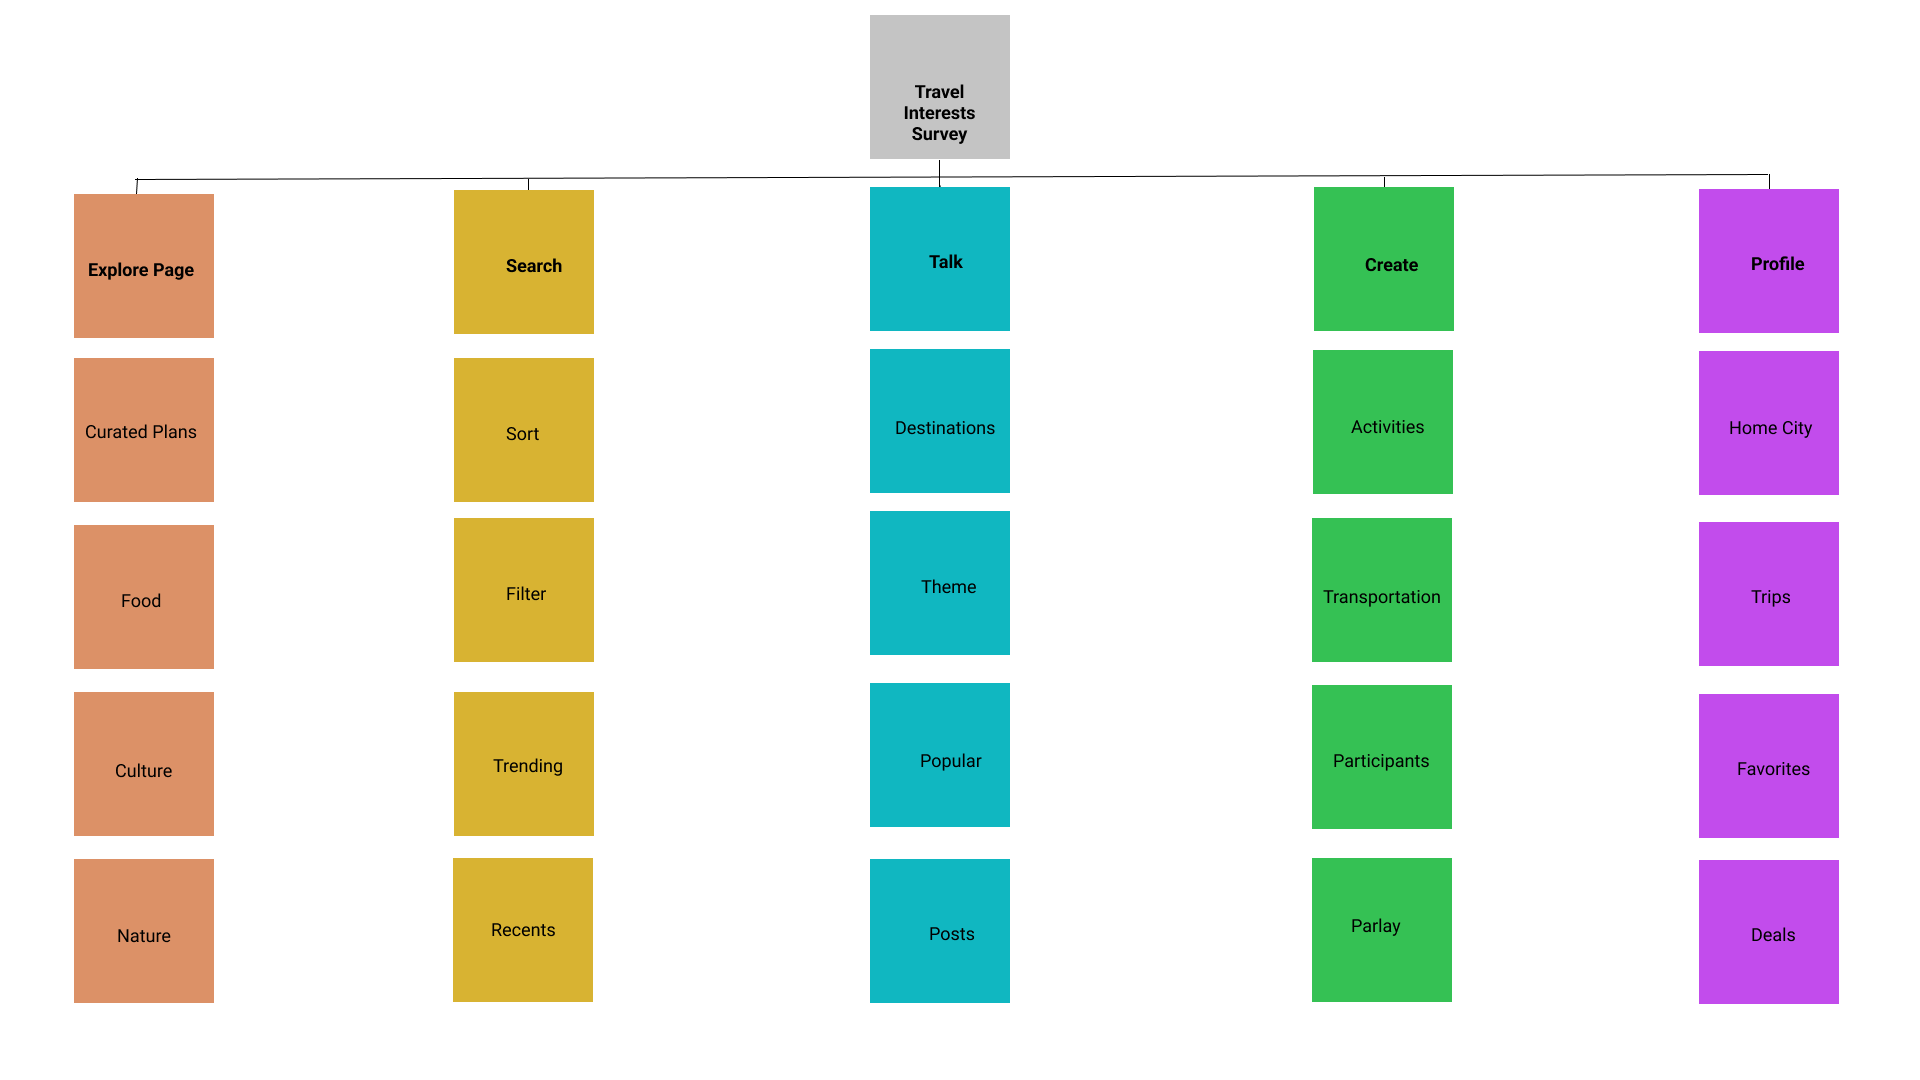 Travel
Interests
Survey
Explore Page
Search
Talk
Create
Profile
Curated Plans
Sort
Destinations
Activities
Home City
Food
Filter
Theme
Transportation
Trips
Culture
Trending
Popular
Participants
Favorites
Nature
Recents
Posts
Parlay
Deals